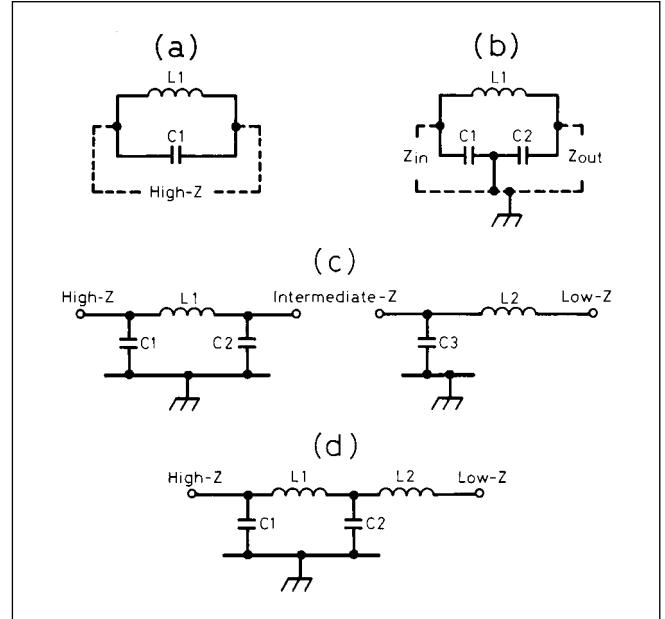 (a)
L1
C1
High-Z
(b)
L1
C1 C2
Zin Zout
(c)
High-Z L1 Intermediate-Z L2 Low-Z
C1 C2 C3
(d)
High-Z L1 L2 Low-Z
C1 C2